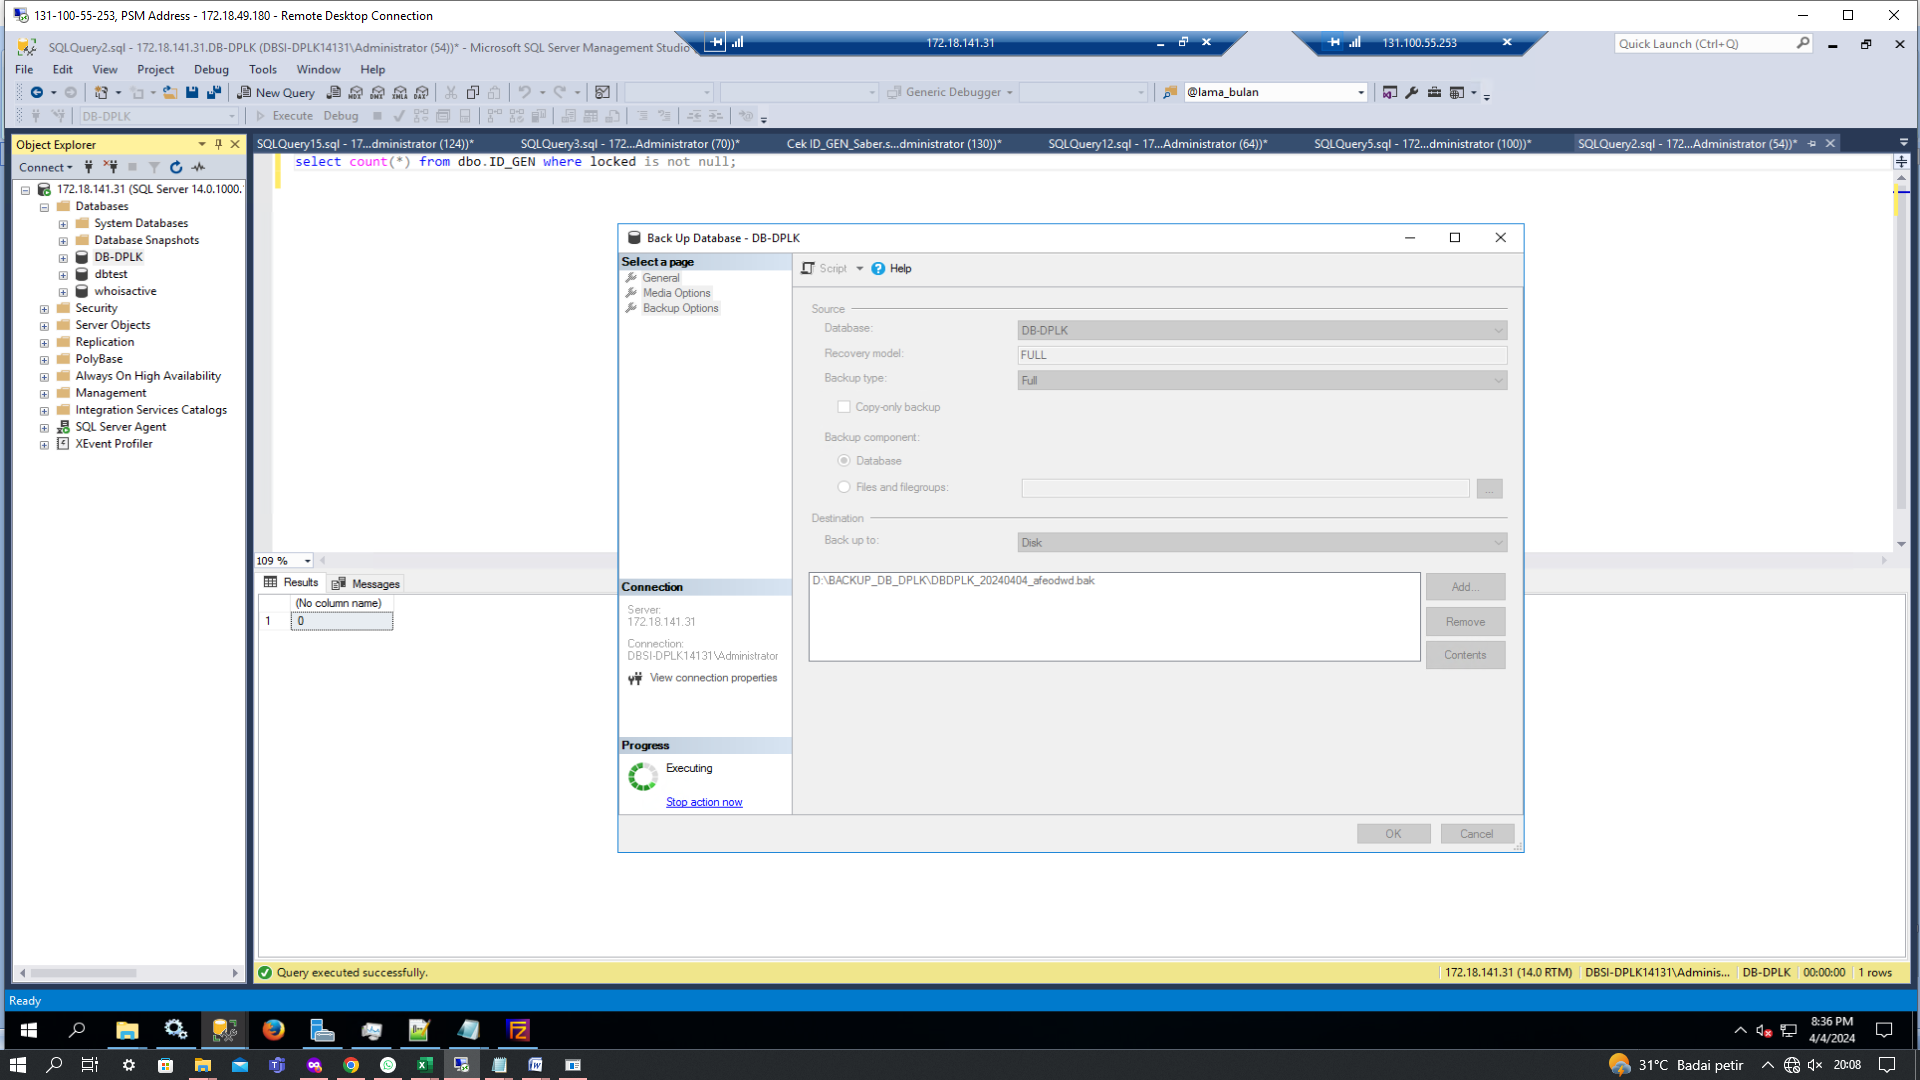 131-100-55-253, PSM Address - 172.18.49.180 - Remote Desktop Connection
SQLQuery2.sql - 172.18.141.31.DB-DPLK (DBSI-DPLK14131\Administrator (54))* - Microsoft SQL Server Management Studio
172.18.141.31
131.100.55.253
Quick Launch (Ctrl+Q)
File Edit View Project Debug Tools Window Help
New Query
MDX DMX XMLA DAX
Generic Debugger
@lama_bulan
DB-DPLK
Execute Debug
Object Explorer
SQLQuery15.sql - 17...dministrator (124))*
SQLQuery3.sql - 172...Administrator (70))*
Cek ID_GEN_Saber.s...dministrator (130))*
SQLQuery12.sql - 17...Administrator (64))*
SQLQuery5.sql - 172...dministrator (100))*
SQLQuery2.sql - 172...Administrator (54))*
Connect
select count(*) from dbo.ID_GEN where locked is not null;
172.18.141.31 (SQL Server 14.0.1000.
Databases
System Databases
Database Snapshots
DB-DPLK
dbtest
whoisactive
Security
Server Objects
Replication
PolyBase
Always On High Availability
Management
Integration Services Catalogs
SQL Server Agent
XEvent Profiler
Back Up Database - DB-DPLK
Select a page
General
Media Options
Backup Options
Script Help
Source
Database: DB-DPLK
Recovery model: FULL
Backup type: Full
Copy-only backup
Backup component:
Database
Files and filegroups: ...
Destination
Back up to: Disk
D:\BACKUP_DB_DPLK\DBDPLK_20240404_afeodwd.bak
Add...
Remove
Contents
Connection
Server:
172.18.141.31
Connection:
DBSI-DPLK14131\Administrator
View connection properties
Progress
Executing
Stop action now
OK Cancel
109 %
Results Messages
(No column name)
1 0
Query executed successfully.
172.18.141.31 (14.0 RTM) DBSI-DPLK14131\Adminis... DB-DPLK 00:00:00 1 rows
Ready
8:36 PM
4/4/2024
31°C Badai petir 20:08